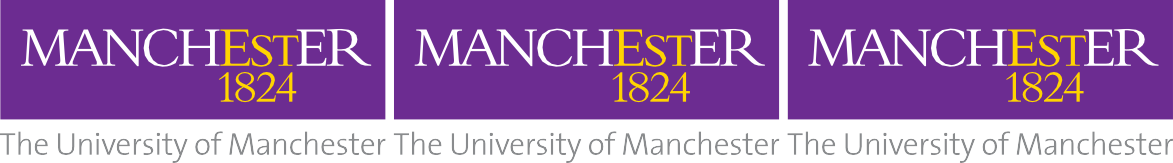 MANCHESTER MANCHESTER MANCHESTER
1824 1824 1824
The University of Manchester The University of Manchester The University of Manchester